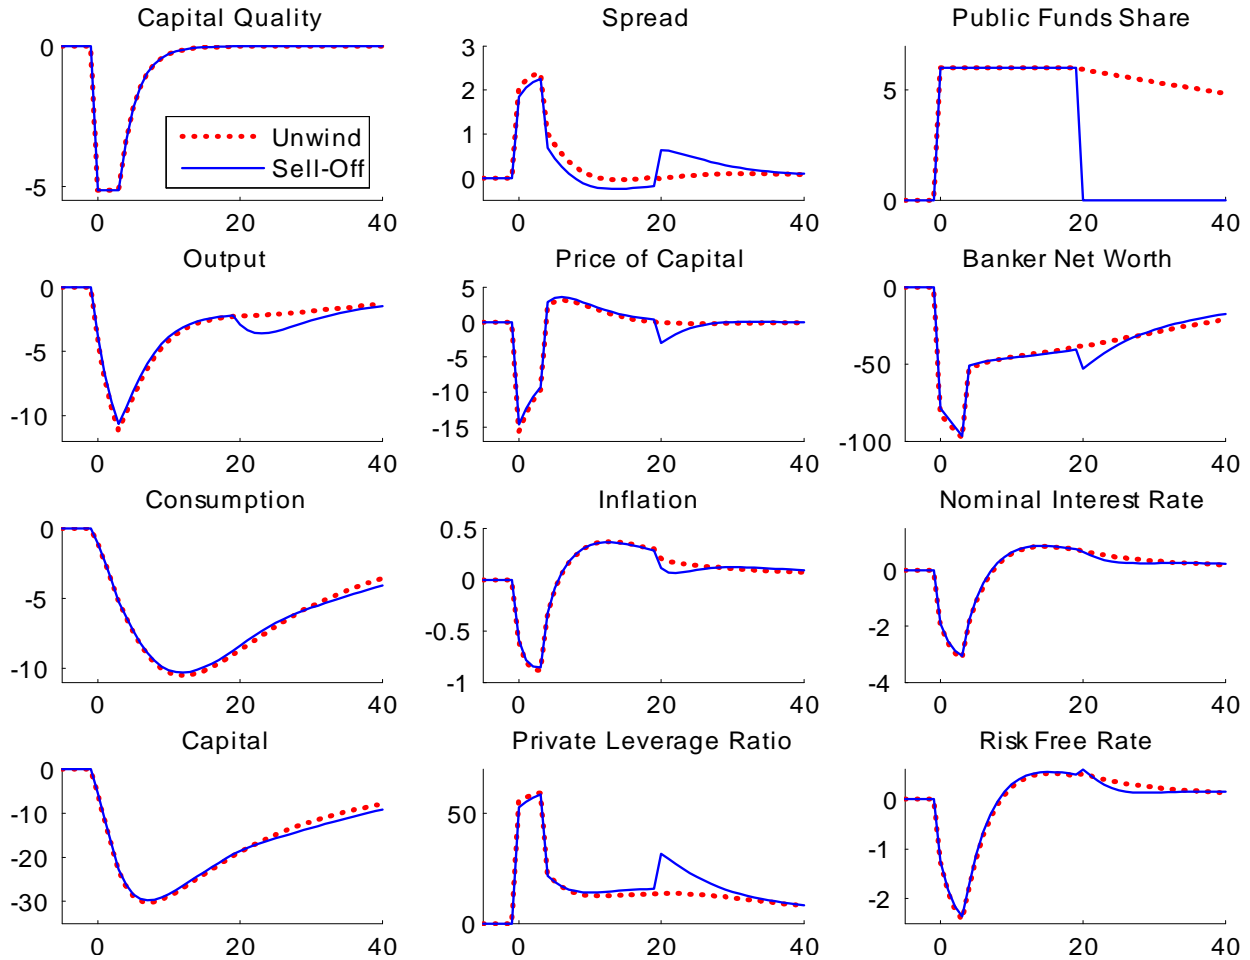 Capital Quality
0
-5
0 20 40
Unwind
Sell-Off
Spread
3
2
1
0
0 20 40
Public Funds Share
5
0
0 20 40
Output
0
-5
-10
0 20 40
Price of Capital
5
0
-5
-10
-15
0 20 40
Banker Net Worth
0
-50
-100
0 20 40
Consumption
0
-5
-10
0 20 40
Inflation
0.5
0
-0.5
-1
0 20 40
Nominal Interest Rate
0
-2
-4
0 20 40
Capital
0
-10
-20
-30
0 20 40
Private Leverage Ratio
50
0
0 20 40
Risk Free Rate
0
-1
-2
0 20 40